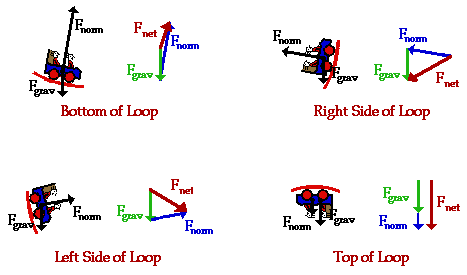 Fnorm
Fnet
Fnorm
Fgrav
Fgrav
Bottom of Loop
Fnorm
Fnorm
Fgrav
Fgrav
Fnet
Right Side of Loop
Fgrav
Fnorm
Fnet
Fgrav
Fnorm
Left Side of Loop
Fnorm
Fgrav
Fgrav
Fnorm
Fnet
Top of Loop